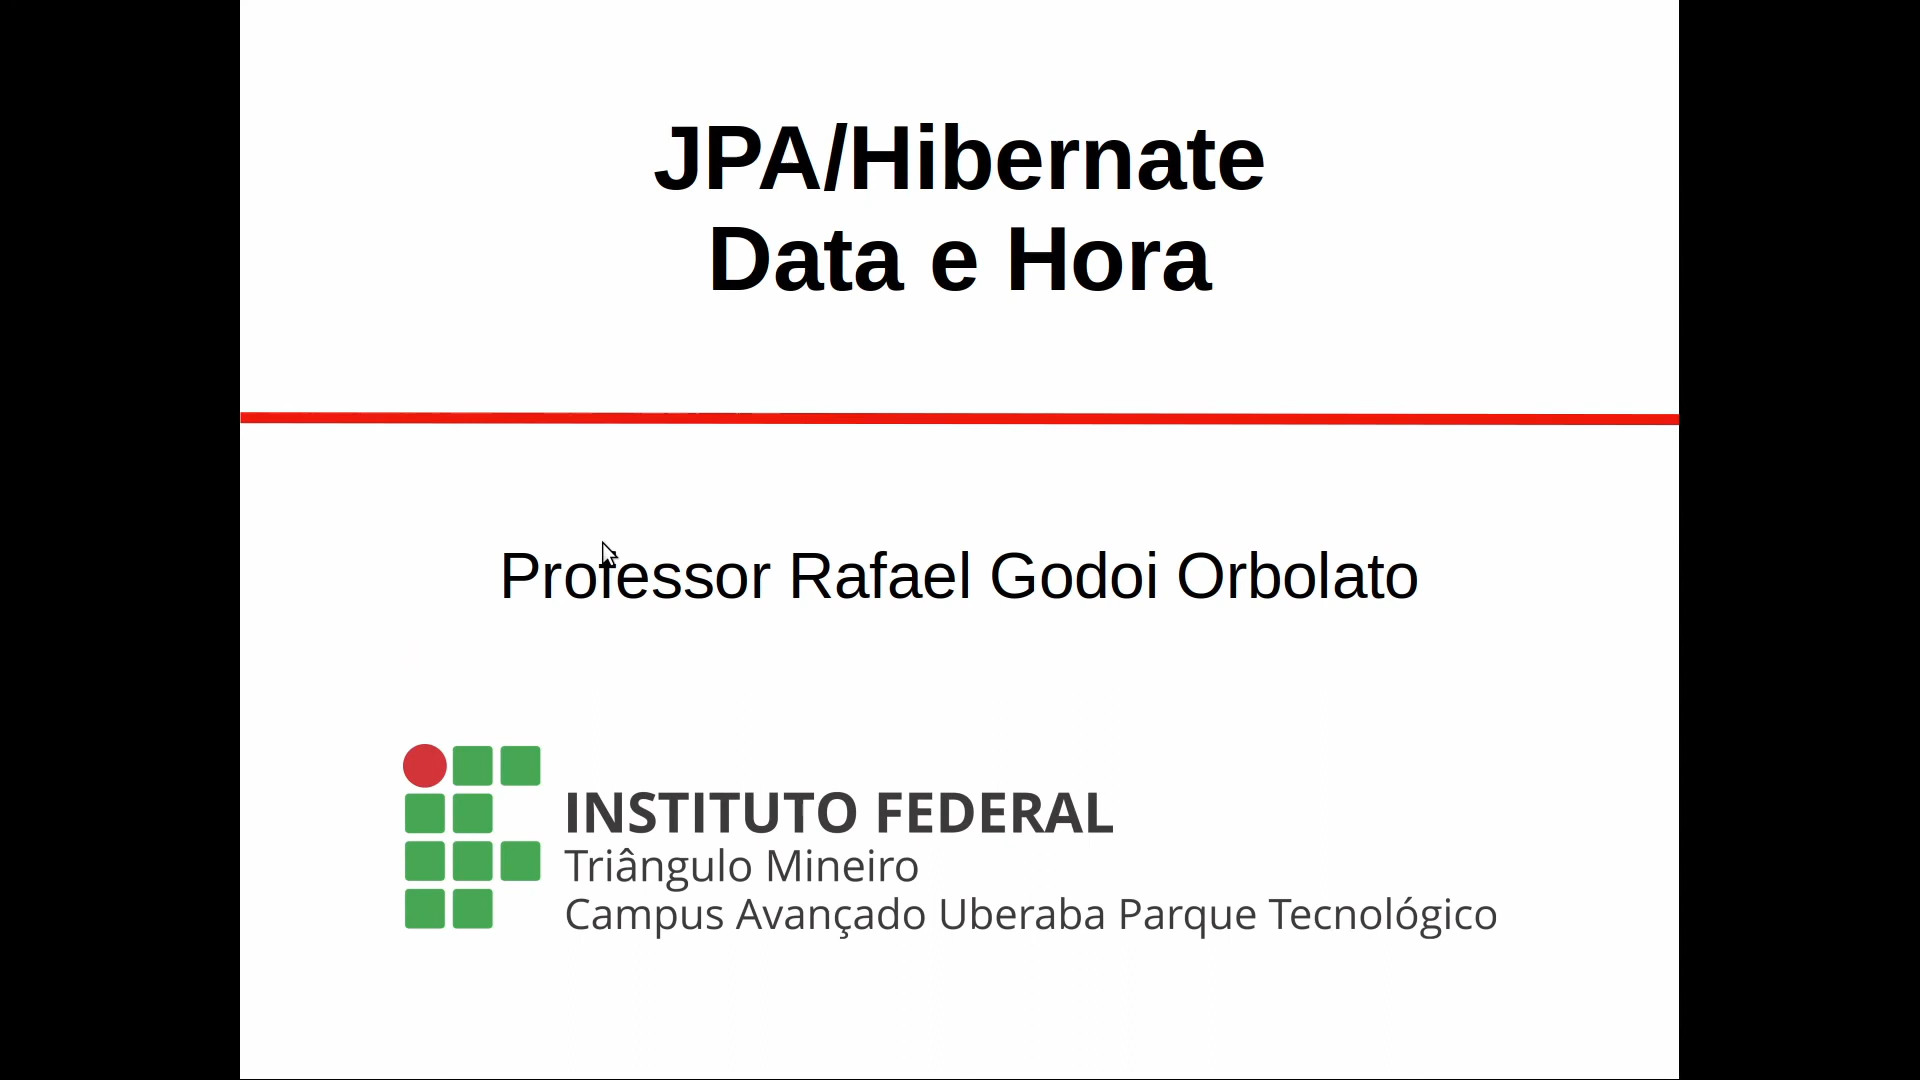 JPA/Hibernate
Data e Hora
Professor Rafael Godoi Orbolato
INSTITUTO FEDERAL
Triângulo Mineiro
Campus Avançado Uberaba Parque Tecnológico